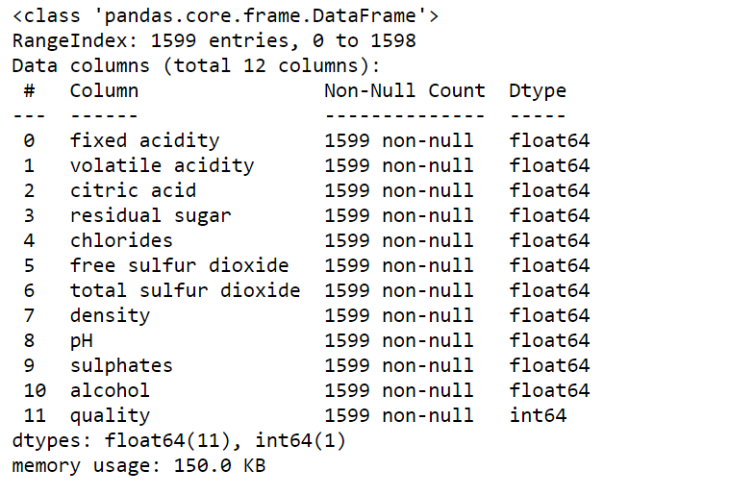 <class 'pandas.core.frame.DataFrame'>
RangeIndex: 1599 entries, 0 to 1598
Data columns (total 12 columns):
 #   Column                Non-Null Count  Dtype
---  ------                --------------  -----
 0   fixed acidity         1599 non-null   float64
 1   volatile acidity      1599 non-null   float64
 2   citric acid           1599 non-null   float64
 3   residual sugar        1599 non-null   float64
 4   chlorides             1599 non-null   float64
 5   free sulfur dioxide   1599 non-null   float64
 6   total sulfur dioxide  1599 non-null   float64
 7   density               1599 non-null   float64
 8   pH                    1599 non-null   float64
 9   sulphates             1599 non-null   float64
 10  alcohol               1599 non-null   float64
 11  quality               1599 non-null   int64
dtypes: float64(11), int64(1)
memory usage: 150.0 KB